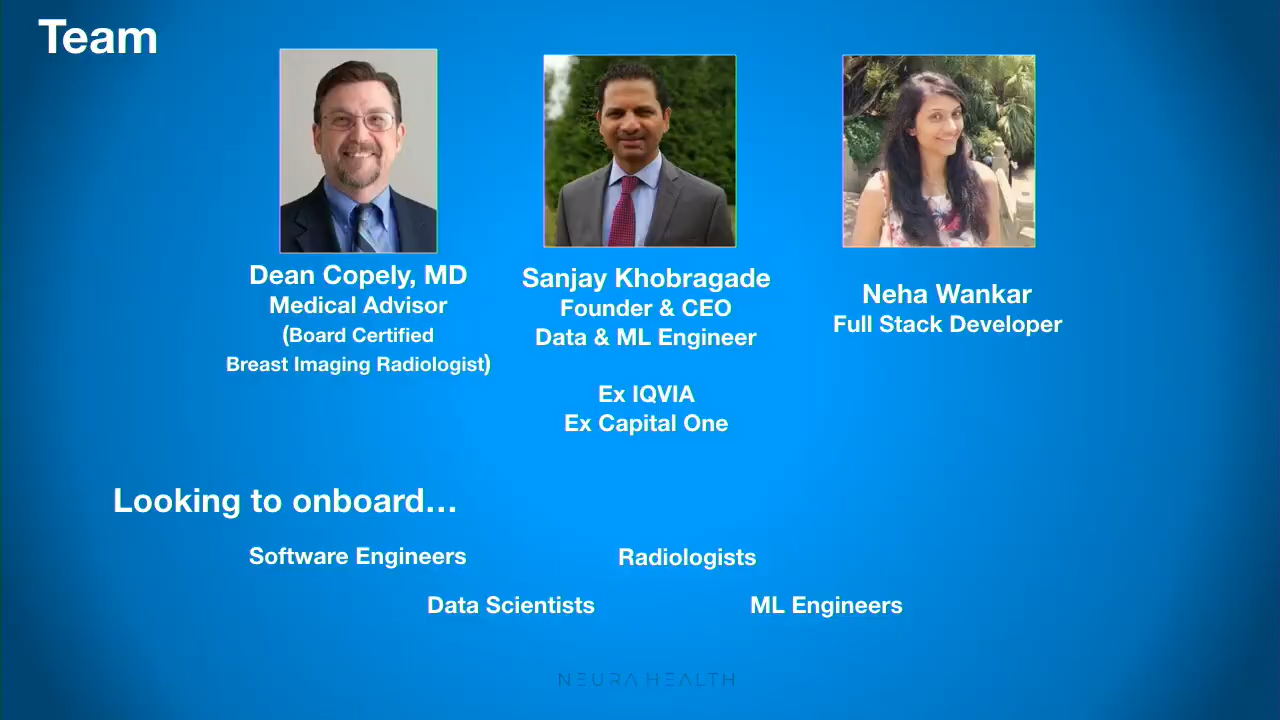 Team
Dean Copely, MD
Medical Advisor
(Board Certified
Breast Imaging Radiologist)
Sanjay Khobragade
Founder & CEO
Data & ML Engineer
Ex IQVIA
Ex Capital One
Neha Wankar
Full Stack Developer
Looking to onboard...
Software Engineers
Radiologists
Data Scientists
ML Engineers
NEURA HEALTH